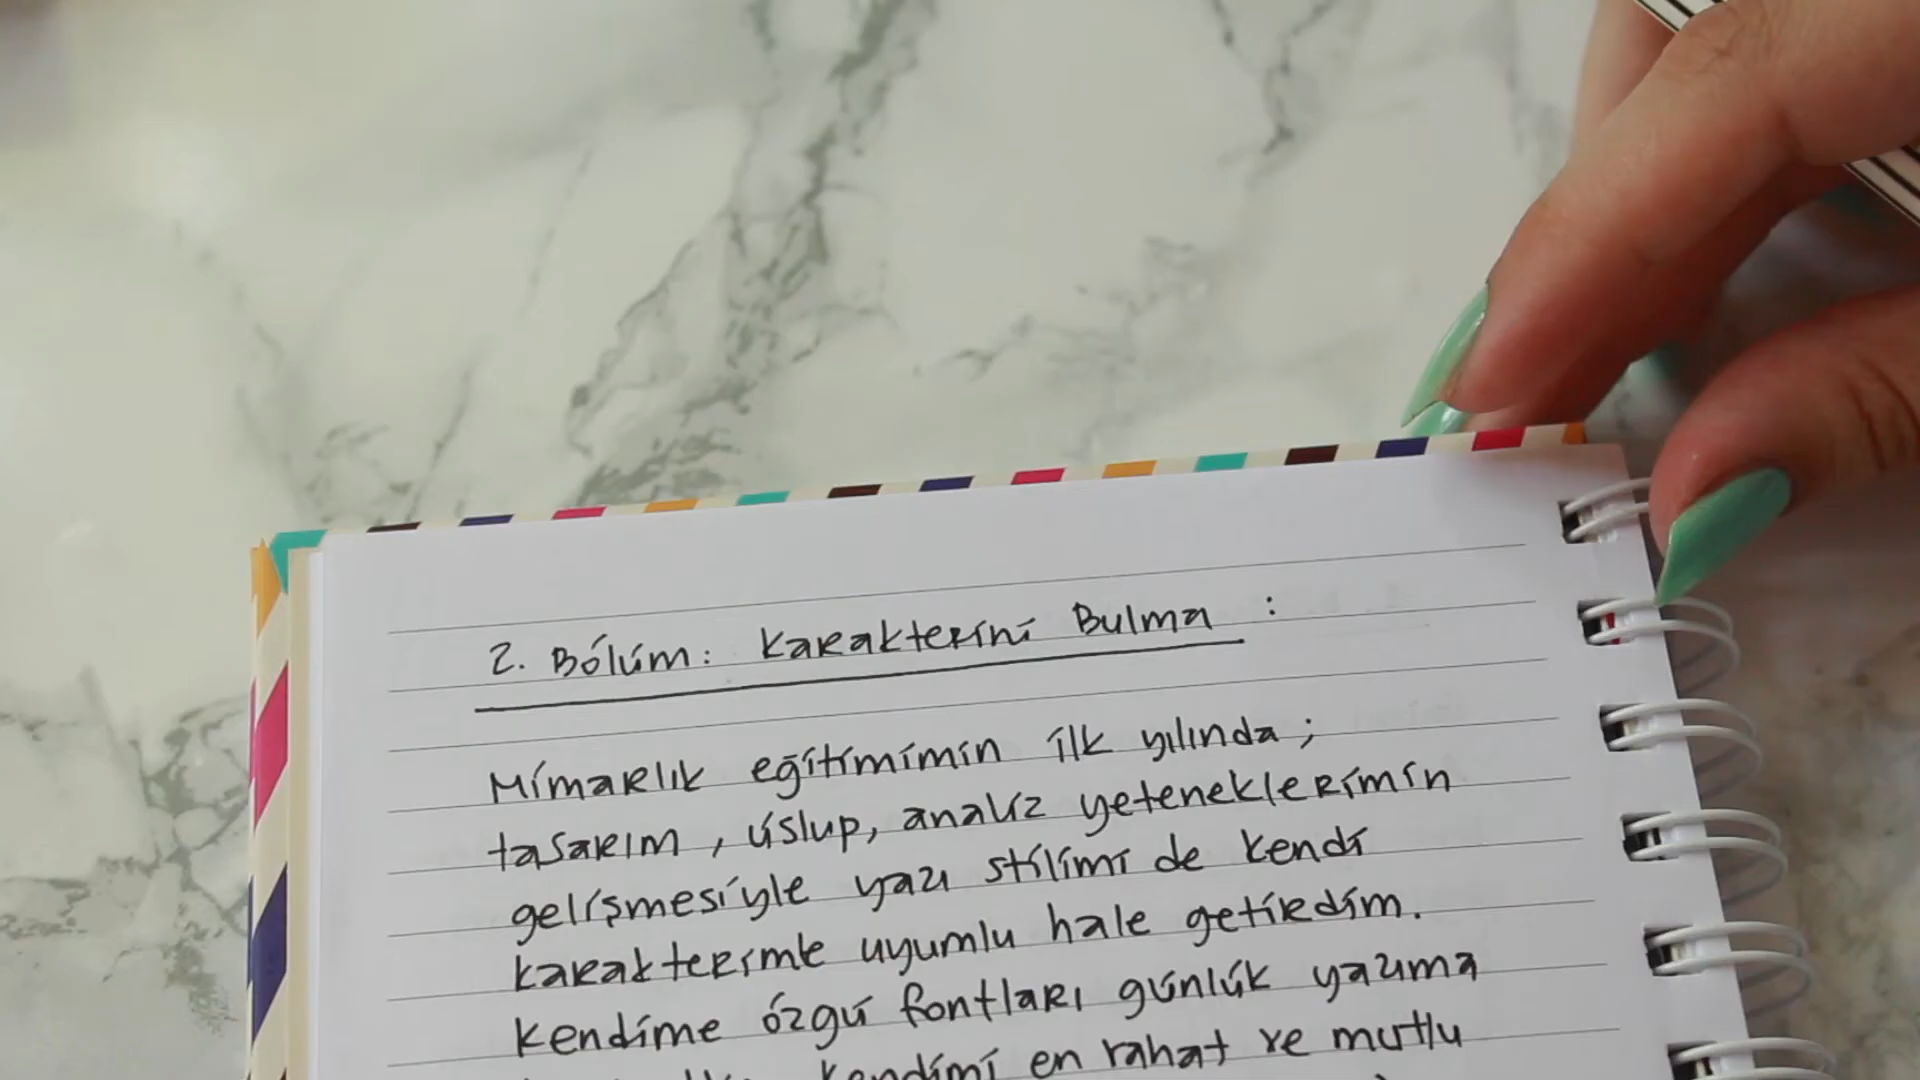 2. Bölüm: Karakterini Bulma :
Mimarlık eğitimimin ilk yılında ;
tasarım, üslup, analiz yeteneklerimin
gelişmesiyle yazı stilimi de kendi
karakterimle uyumlu hale getirdim.
Kendime özgü fontları günlük yazıma
kendimi en rahat ve mutlu